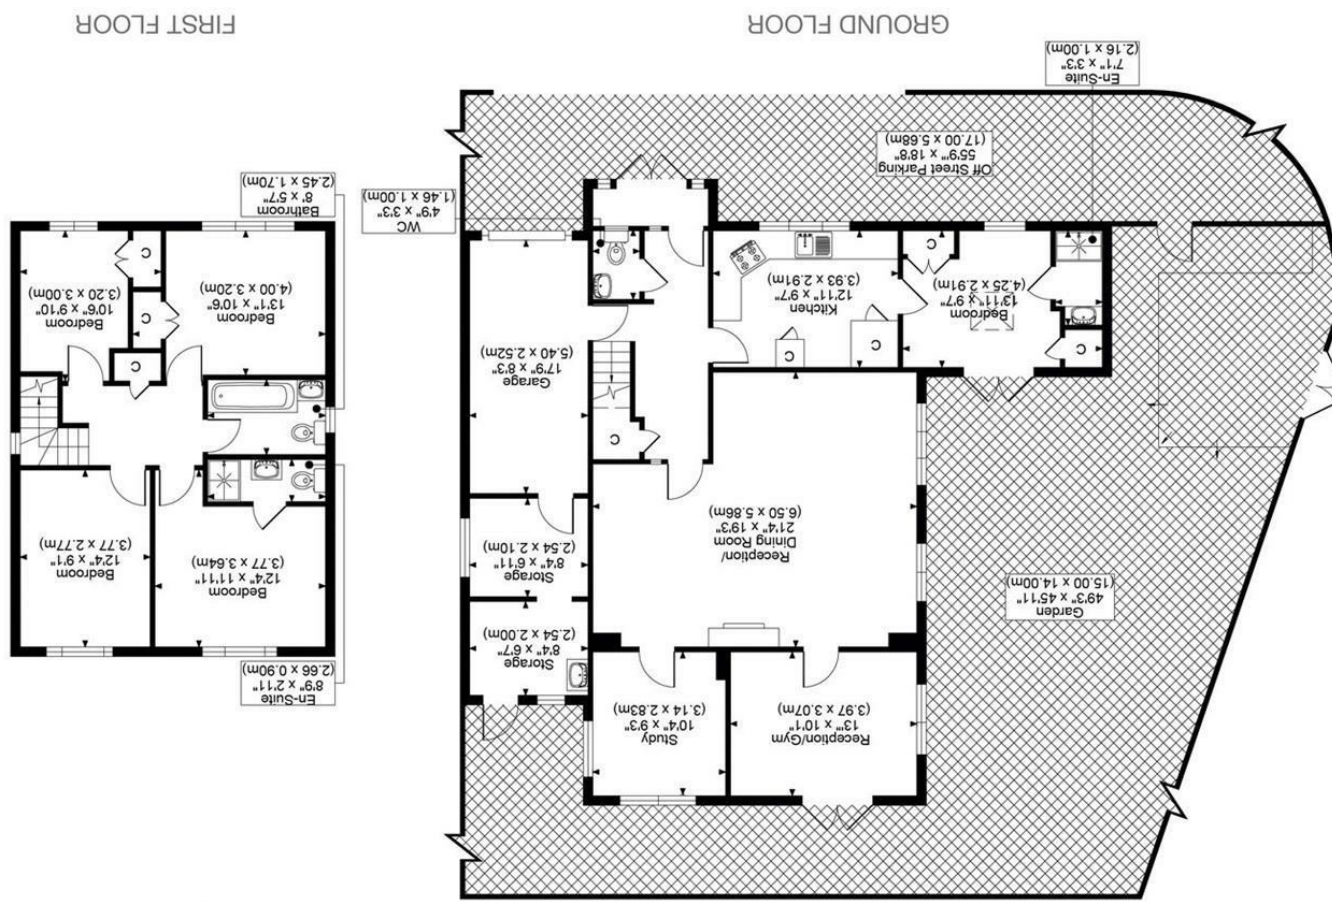 Reception/Gym
13'" x 10'1"
(3.97 x 3.07m)
Study
10'4" x 9'3"
(3.14 x 2.83m)
Storage
8'4" x 6'7"
(2.54 x 2.00m)
Garden
49'3" x 45'11"
(15.00 x 14.00m)
Storage
8'4" x 6'11"
(2.54 x 2.10m)
Reception/
Dining Room
21'4" x 19'3"
(6.50 x 5.86m)
C
Garage
17'9" x 8'3"
(5.40 x 2.52m)
C
C
C
Bedroom
13'11" x 9'7"
(4.25 x 2.91m)
Kitchen
12'11" x 9'7"
(3.93 x 2.91m)
C
WC
4'9" x 3'3"
(1.46 x 1.00m)
Off Street Parking
55'9" x 18'8"
(17.00 x 5.68m)
En-Suite
7'1" x 3'3"
(2.16 x 1.00m)
GROUND FLOOR
En-Suite
8'9" x 2'11"
(2.66 x 0.90m)
Bedroom
12'4" x 11'11"
(3.77 x 3.64m)
Bedroom
12'4" x 9'1"
(3.77 x 2.77m)
C
Bedroom
13'1" x 10'6"
(4.00 x 3.20m)
C
Bedroom
10'6" x 9'10"
(3.20 x 3.00m)
C
Bathroom
8' x 5'7"
(2.45 x 1.70m)
FIRST FLOOR